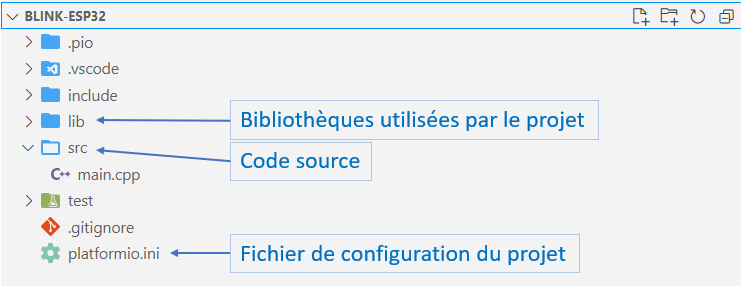 BLINK-ESP32
.pio
.vscode
include
lib
Bibliothèques utilisées par le projet
src
Code source
C++ main.cpp
test
.gitignore
platformio.ini
Fichier de configuration du projet